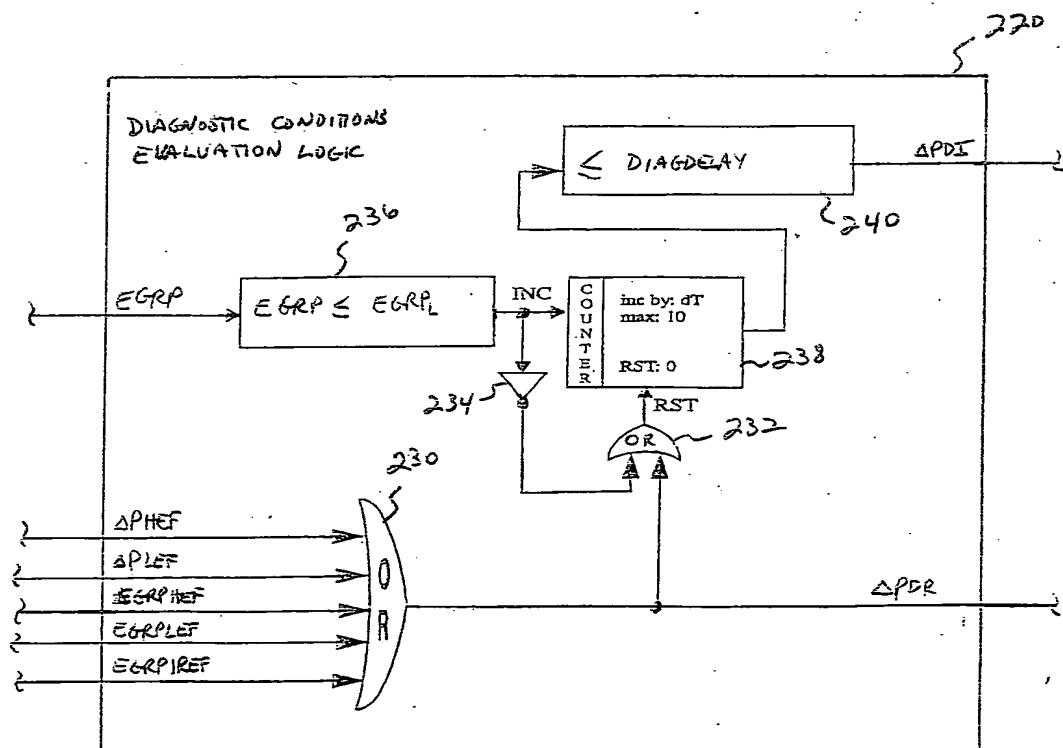 220
DIAGNOSTIC CONDITIONS
EVALUATION LOGIC
≤ DIAGDELAY
ΔPDI
240
236
EGRP
EGRP ≤ EGRPL
INC
COUNTER
inc by: dT
max: 10
RST: 0
238
234
RST
OR
232
230
ΔPHEF
ΔPLEF
EGRPHEF
EGRPLEF
EGRPIREF
OR
ΔPDR